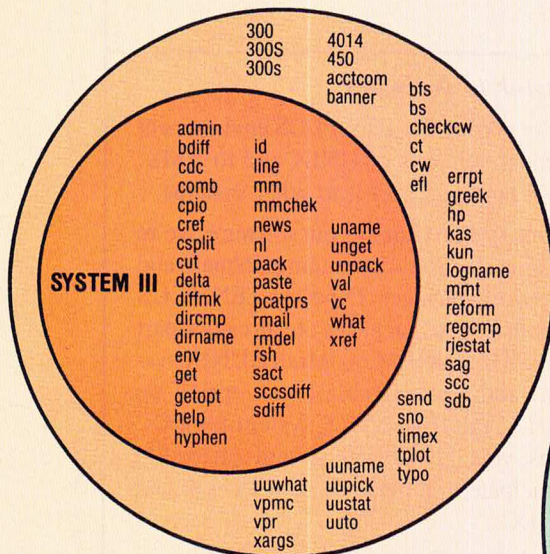 300
300S
300s
4014
450
acctcom
banner
bfs
bs
checkcw
ct
cw
efl
errpt
greek
hp
kas
kun
logname
mmt
reform
regcmp
rjestat
sag
scc
sdb
SYSTEM III
admin
bdiff
cdc
comb
cpio
cref
csplit
cut
delta
diffmk
dircmp
dirname
env
get
getopt
help
hyphen
id
line
mm
mmchek
news
nl
pack
paste
pcatprs
rmail
rmdel
rsh
sact
sccsdiff
sdiff
uname
unget
unpack
val
vc
what
xref
send
sno
timex
tplot
typo
uuname
uupick
uustat
uuto
uuwhat
vpmc
vpr
xargs